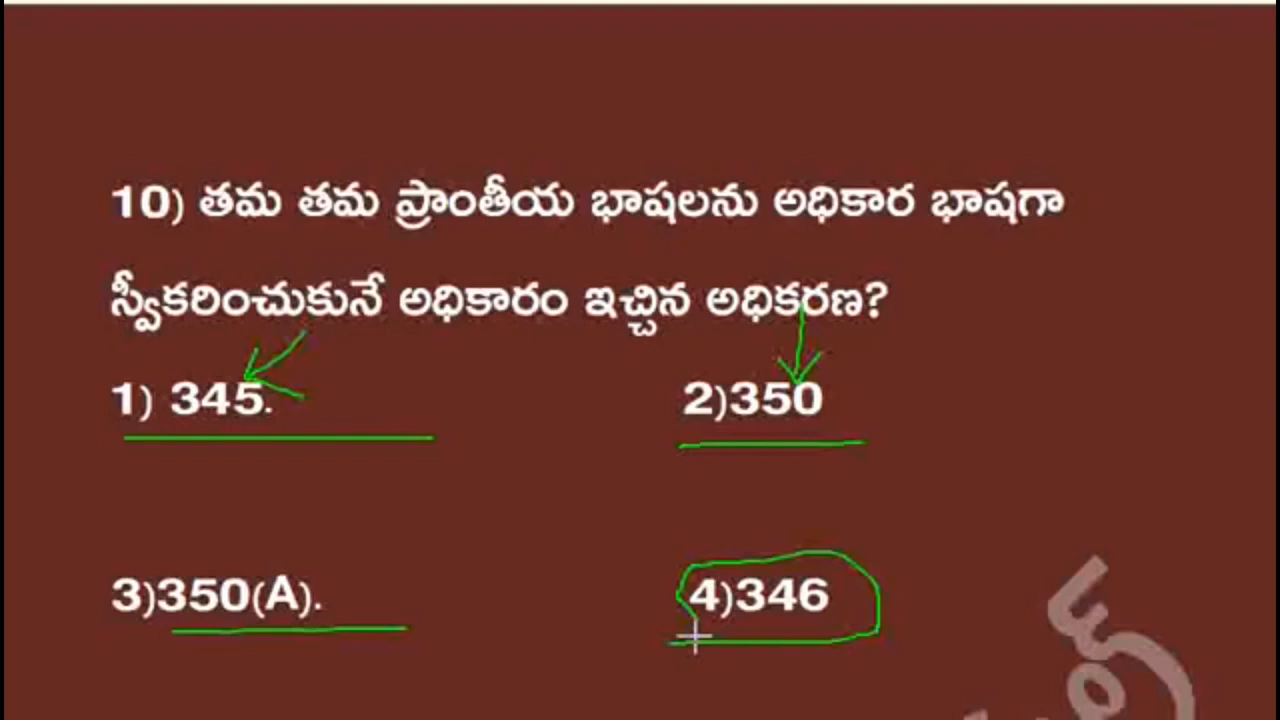 10) తమ తమ ప్రాంతీయ భాషలను అధికార భాషగా
స్వీకరించుకునే అధికారం ఇచ్చిన అధికరణ?
1) 345. 2)350
3)350(A). 4)346